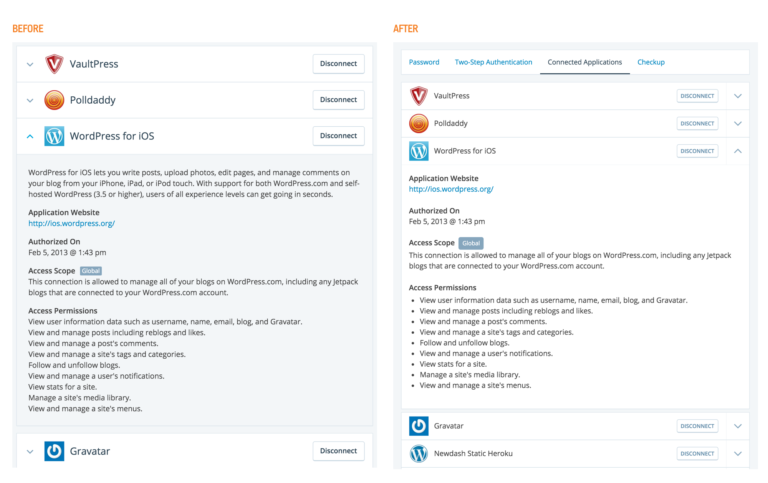 BEFORE
VaultPress
Disconnect
Polldaddy
Disconnect
WordPress for iOS
Disconnect
WordPress for iOS lets you write posts, upload photos, edit pages, and manage comments on
your blog from your iPhone, iPad, or iPod touch. With support for both WordPress.com and self-
hosted WordPress (3.5 or higher), users of all experience levels can get going in seconds.
Application Website
http://ios.wordpress.org/
Authorized On
Feb 5, 2013 @ 1:43 pm
Access Scope Global
This connection is allowed to manage all of your blogs on WordPress.com, including any Jetpack
blogs that are connected to your WordPress.com account.
Access Permissions
View user information data such as username, name, email, blog, and Gravatar.
View and manage posts including reblogs and likes.
View and manage a post's comments.
View and manage a site's tags and categories.
Follow and unfollow blogs.
View and manage a user's notifications.
View stats for a site.
Manage a site's media library.
View and manage a site's menus.
Gravatar
Disconnect
AFTER
Password Two-Step Authentication Connected Applications Checkup
VaultPress
DISCONNECT
Polldaddy
DISCONNECT
WordPress for iOS
DISCONNECT
Application Website
http://ios.wordpress.org/
Authorized On
Feb 5, 2013 @ 1:43 pm
Access Scope Global
This connection is allowed to manage all of your blogs on WordPress.com, including any Jetpack
blogs that are connected to your WordPress.com account.
Access Permissions
• View user information data such as username, name, email, blog, and Gravatar.
• View and manage posts including reblogs and likes.
• View and manage a post's comments.
• View and manage a site's tags and categories.
• Follow and unfollow blogs.
• View and manage a user's notifications.
• View stats for a site.
• Manage a site's media library.
• View and manage a site's menus.
Gravatar
DISCONNECT
Newdash Static Heroku
DISCONNECT